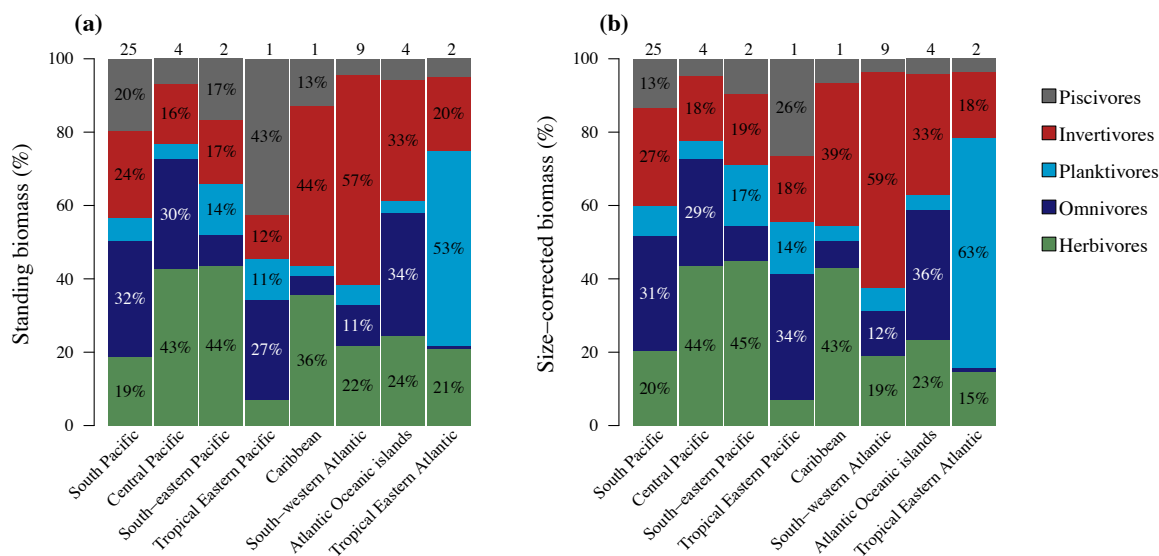 (a)
25 4 2 1 1 9 4 2
Standing biomass (%)
100
80
60
40
20
0
20%
24%
32%
19%
16%
30%
43%
17%
17%
14%
44%
43%
12%
11%
27%
13%
44%
36%
57%
11%
22%
33%
34%
24%
20%
53%
21%
South Pacific
Central Pacific
South−eastern Pacific
Tropical Eastern Pacific
Caribbean
South−western Atlantic
Atlantic Oceanic islands
Tropical Eastern Atlantic
(b)
25 4 2 1 1 9 4 2
Size−corrected biomass (%)
100
80
60
40
20
0
13%
27%
31%
20%
18%
29%
44%
19%
17%
45%
26%
18%
14%
34%
39%
43%
59%
12%
19%
33%
36%
23%
18%
63%
15%
South Pacific
Central Pacific
South−eastern Pacific
Tropical Eastern Pacific
Caribbean
South−western Atlantic
Atlantic Oceanic islands
Tropical Eastern Atlantic
Piscivores
Invertivores
Planktivores
Omnivores
Herbivores